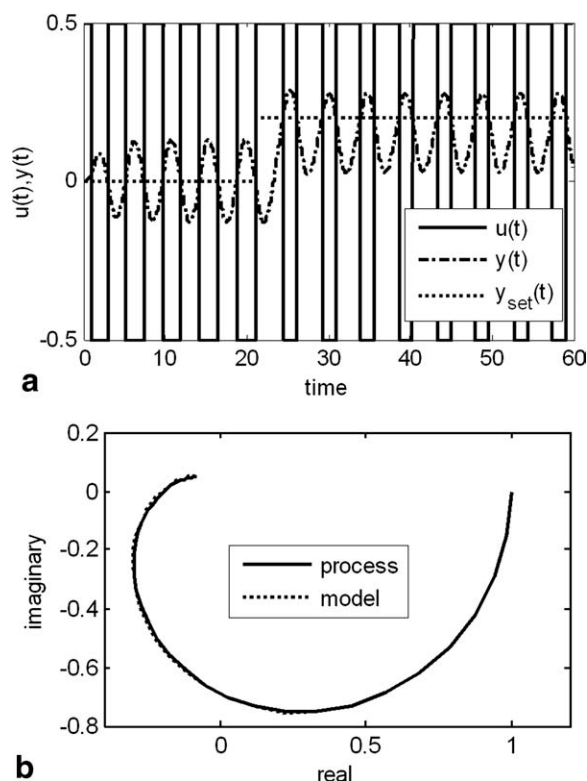 0.5
0
-0.5
u(t),y(t)
u(t)
y(t)
yset(t)
0 10 20 30 40 50 60
time
a
0.2
0
-0.2
-0.4
-0.6
-0.8
imaginary
process
model
0 0.5 1
real
b